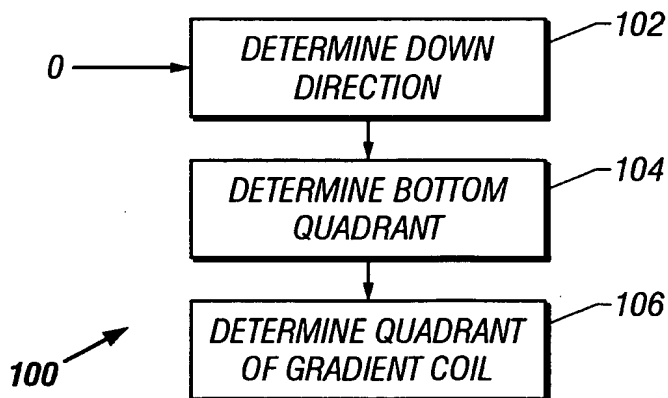 102
0
DETERMINE DOWN
DIRECTION
104
DETERMINE BOTTOM
QUADRANT
106
DETERMINE QUADRANT
OF GRADIENT COIL
100